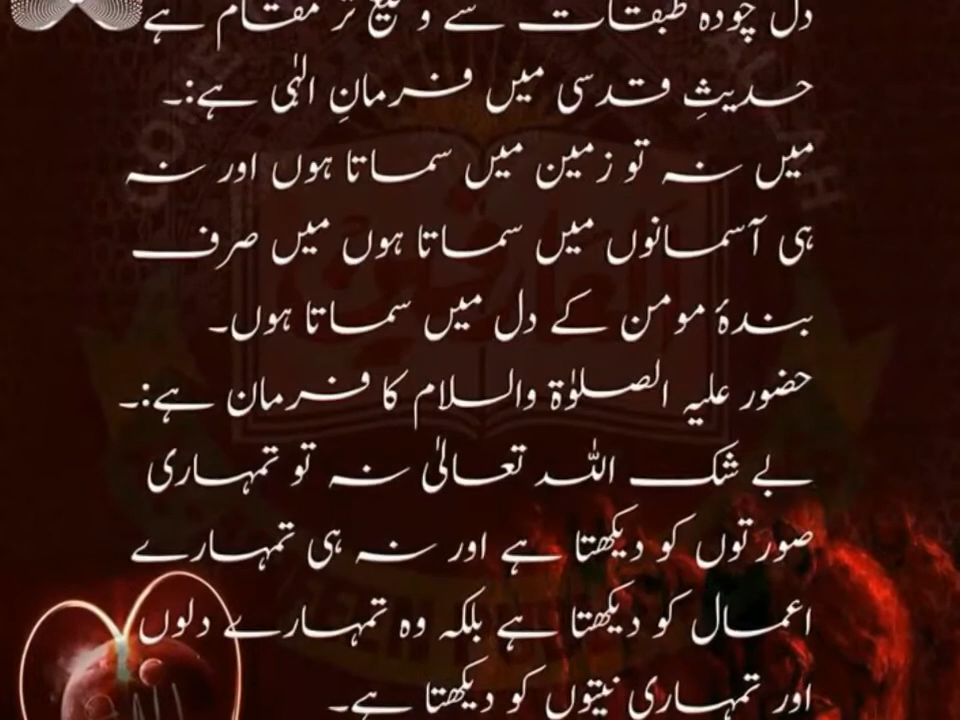 دل چودہ طبقات سے وسیع تر مقام ہے
حدیثِ قدسی میں فرمانِ الٰہی ہے:۔
میں نہ تو زمین میں سماتا ہوں اور نہ
ہی آسمانوں میں سماتا ہوں میں صرف
بندۂ مومن کے دل میں سماتا ہوں۔
حضور علیہ الصلوٰۃ والسلام کا فرمان ہے:۔
بے شک اللہ تعالیٰ نہ تو تمہاری
صورتوں کو دیکھتا ہے اور نہ ہی تمہارے
اعمال کو دیکھتا ہے بلکہ وہ تمہارے دلوں
اور تمہاری نیتوں کو دیکھتا ہے۔